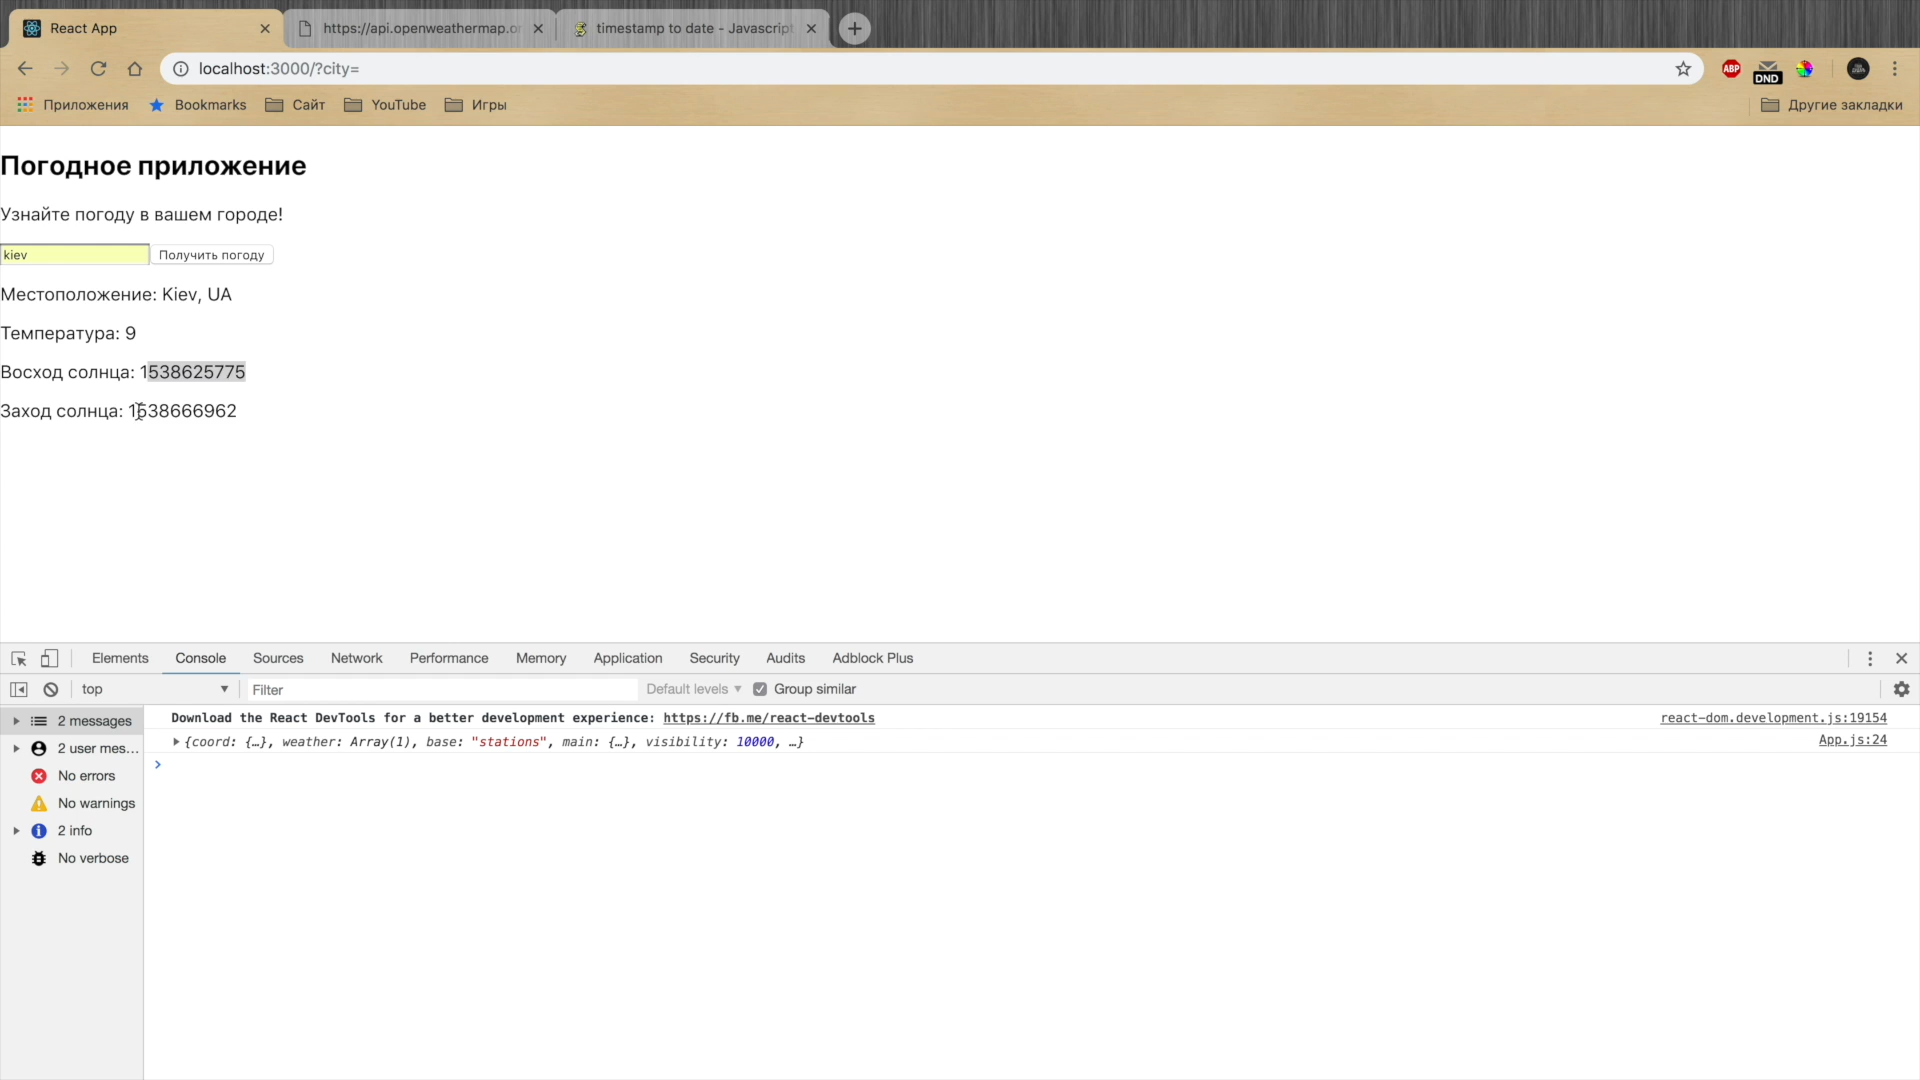 React App
https://api.openweathermap.or
timestamp to date - Javascript
localhost:3000/?city=
ABP
DND
Приложения
Bookmarks
Сайт
YouTube
Игры
Другие закладки
Погодное приложение
Узнайте погоду в вашем городе!
kiev
Получить погоду
Местоположение: Kiev, UA
Температура: 9
Восход солнца: 1538625775
Заход солнца: 1538666962
Elements
Console
Sources
Network
Performance
Memory
Application
Security
Audits
Adblock Plus
top
Filter
Default levels
Group similar
2 messages
2 user mes...
No errors
No warnings
2 info
No verbose
Download the React DevTools for a better development experience: https://fb.me/react-devtools
react-dom.development.js:19154
{coord: {…}, weather: Array(1), base: "stations", main: {…}, visibility: 10000, …}
App.js:24